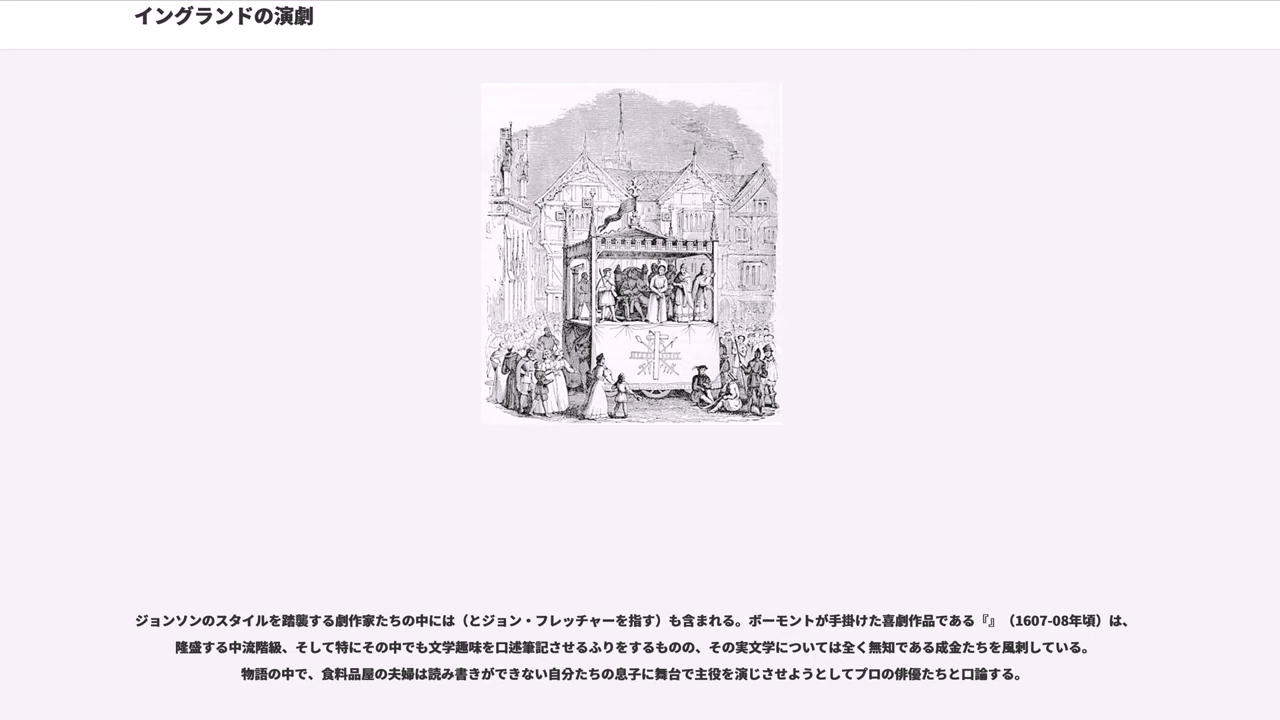 イングランドの演劇
ジョンソンのスタイルを踏襲する劇作家たちの中には（とジョン・フレッチャーを指す）も含まれる。ボーモントが手掛けた喜劇作品である『』（1607-08年頃）は、
隆盛する中流階級、そして特にその中でも文学趣味を口述筆記させるふりをするものの、その実文学については全く無知である成金たちを風刺している。
物語の中で、食料品屋の夫婦は読み書きができない自分たちの息子に舞台で主役を演じさせようとしてプロの俳優たちと口論する。